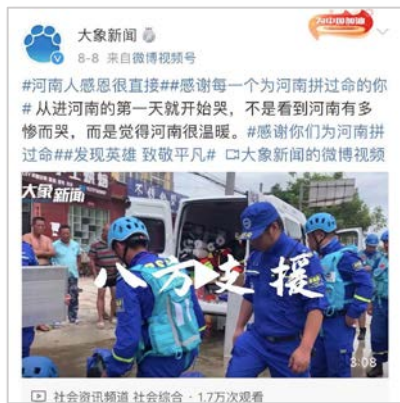 大象新闻
为中国加油
8-8 来自微博视频号
#河南人感恩很直接##感谢每一个为河南拼过命的你
# 从进河南的第一天就开始哭，不是看到河南有多
惨而哭，而是觉得河南很温暖。#感谢你们为河南拼
过命##发现英雄 致敬平凡# 大象新闻的微博视频
大象新闻
八方支援
3:08
社会资讯频道 社会综合 · 1.7万次观看